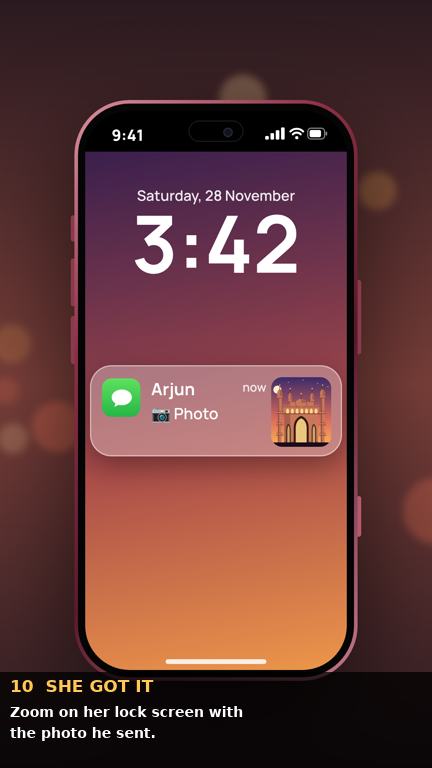 9:41
Saturday, 28 November
3:42
Arjun
now
📷 Photo
10 SHE GOT IT
Zoom on her lock screen with
the photo he sent.